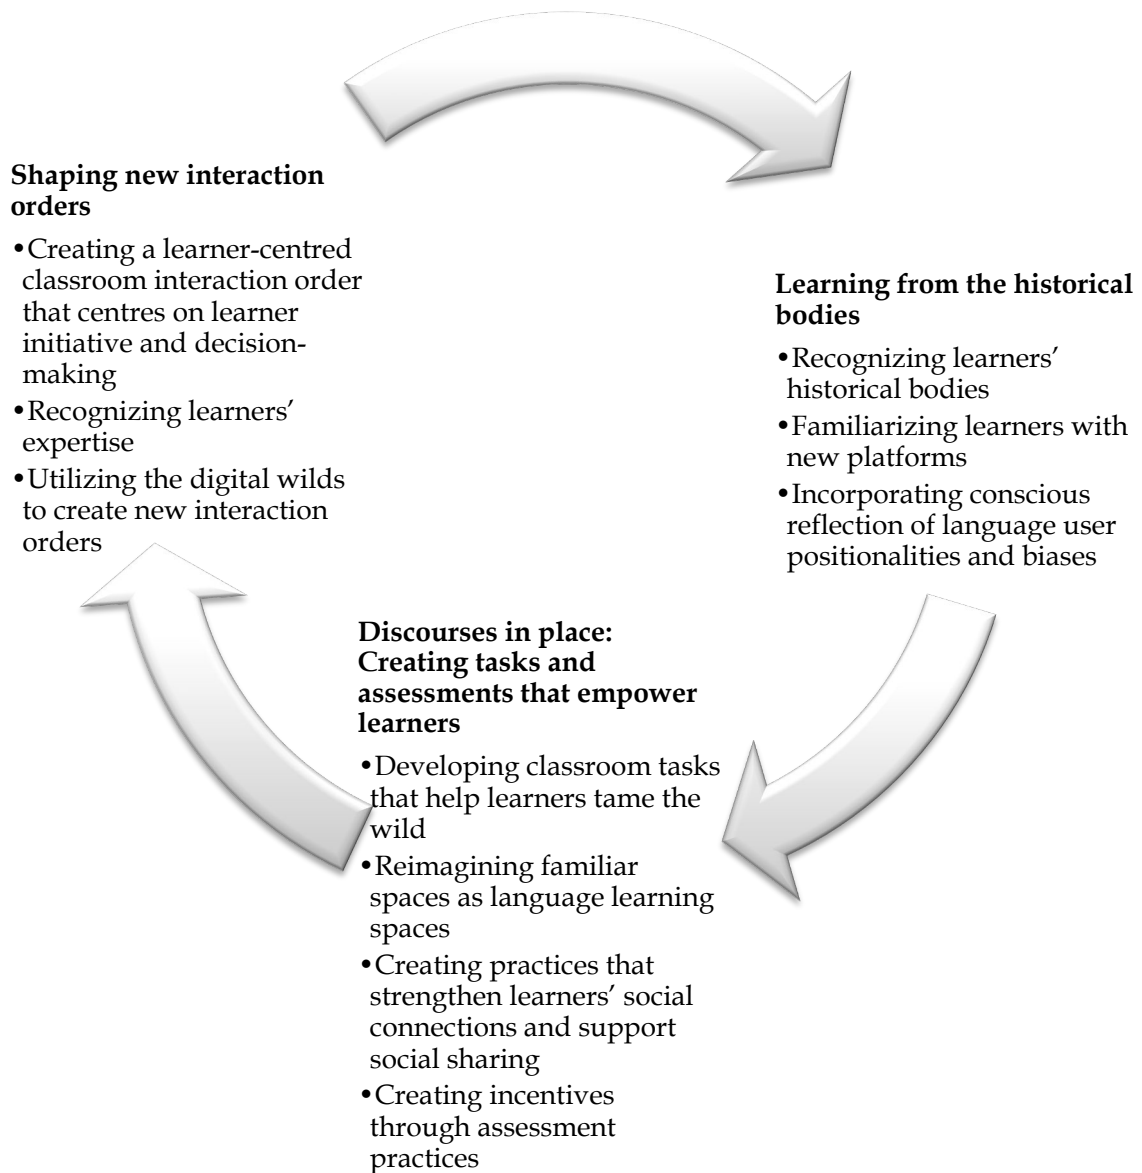 Shaping new interaction
orders
•Creating a learner-centred
classroom interaction order
that centres on learner
initiative and decision-
making
•Recognizing learners’
expertise
•Utilizing the digital wilds
to create new interaction
orders
Learning from the historical
bodies
•Recognizing learners’
historical bodies
•Familiarizing learners with
new platforms
•Incorporating conscious
reflection of language user
positionalities and biases
Discourses in place:
Creating tasks and
assessments that empower
learners
•Developing classroom tasks
that help learners tame the
wild
•Reimagining familiar
spaces as language learning
spaces
•Creating practices that
strengthen learners’ social
connections and support
social sharing
•Creating incentives
through assessment
practices